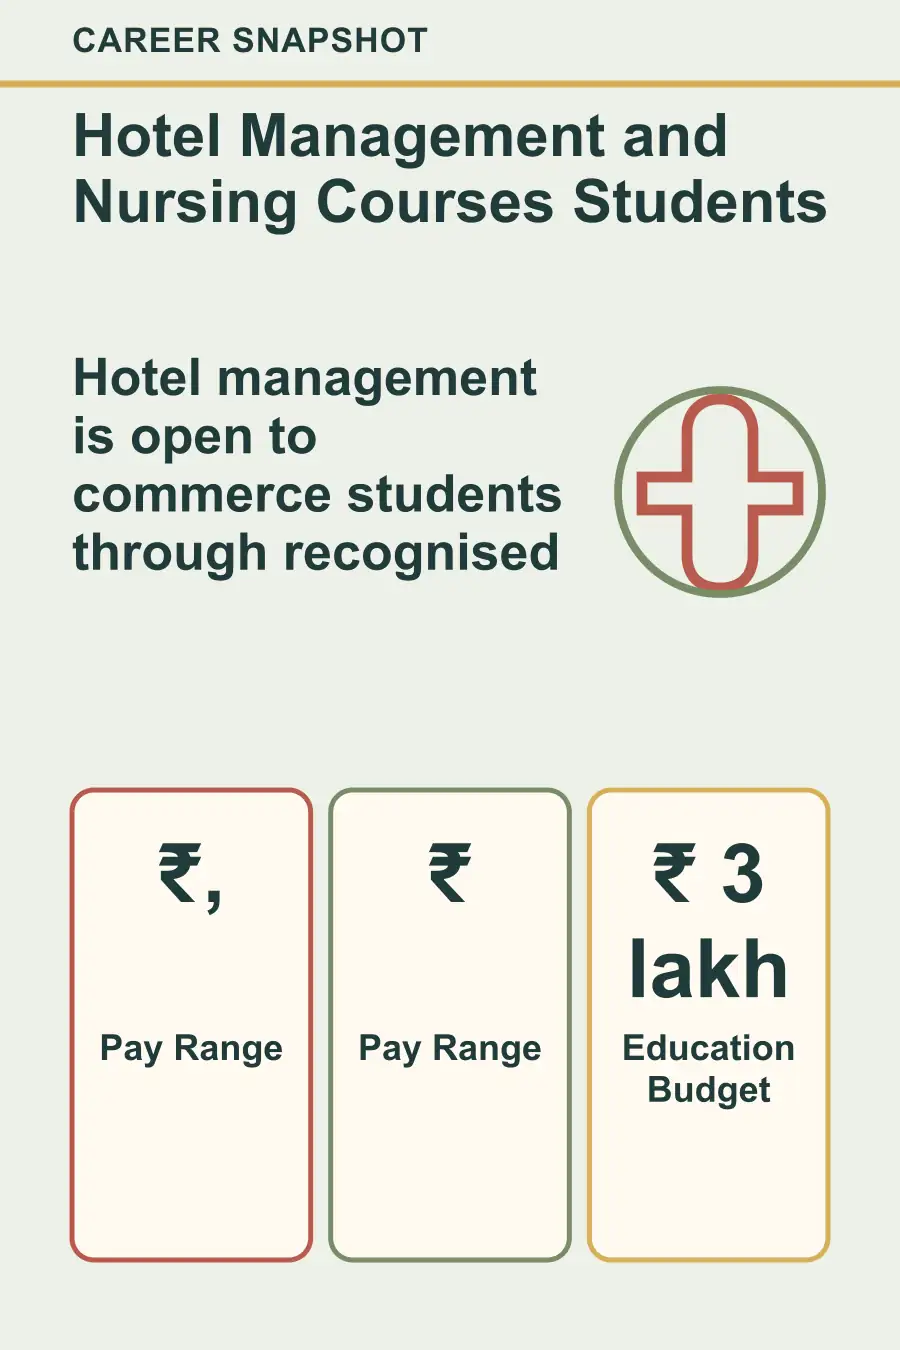 CAREER SNAPSHOT
Hotel Management and
Nursing Courses Students
Hotel management
is open to
commerce students
through recognised
₹,
Pay Range
₹
Pay Range
₹ 3
lakh
Education
Budget